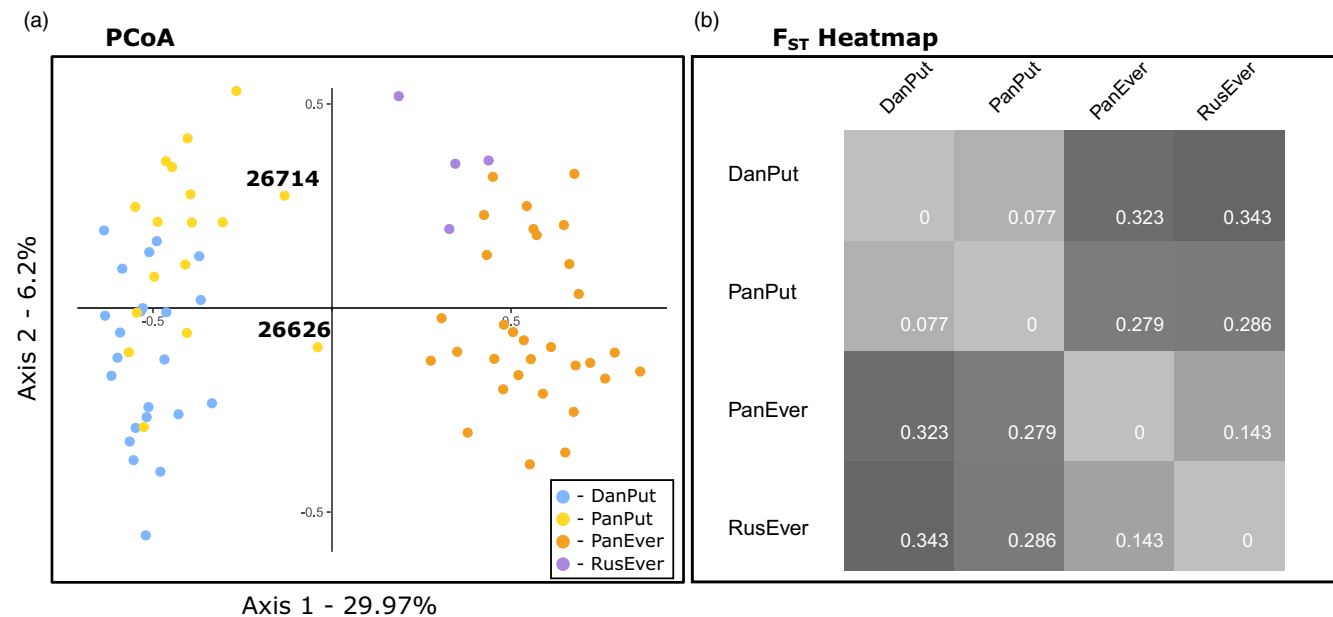 (a)
PCoA
0.5
26714
-0.5
0.5
26626
-0.5
Axis 2 - 6.2%
Axis 1 - 29.97%
- DanPut
- PanPut
- PanEver
- RusEver
(b)
FST Heatmap
DanPut PanPut PanEver RusEver
DanPut 0 0.077 0.323 0.343
PanPut 0.077 0 0.279 0.286
PanEver 0.323 0.279 0 0.143
RusEver 0.343 0.286 0.143 0